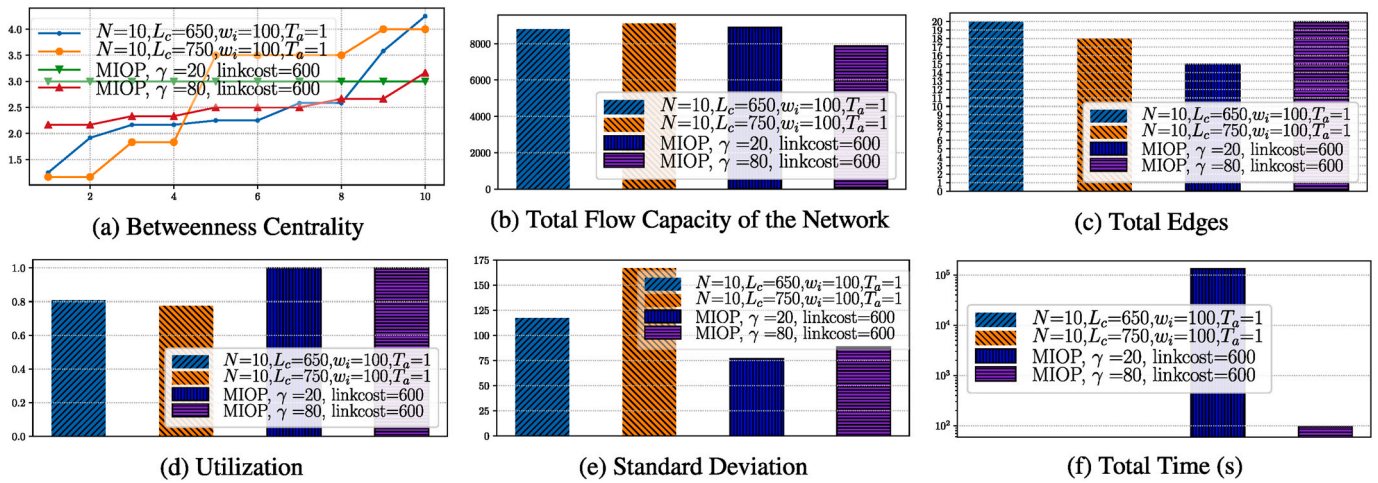 4.0
3.5
3.0
2.5
2.0
1.5
2 4 6 8 10
N=10,L_c=650,w_i=100,T_a=1
N=10,L_c=750,w_i=100,T_a=1
MIOP, γ =20, linkcost=600
MIOP, γ =80, linkcost=600
(a) Betweenness Centrality
8000
6000
4000
2000
0
N=10,L_c=650,w_i=100,T_a=1
N=10,L_c=750,w_i=100,T_a=1
MIOP, γ =20, linkcost=600
MIOP, γ =80, linkcost=600
(b) Total Flow Capacity of the Network
20
19
18
17
16
15
14
13
12
11
10
9
8
7
6
5
4
3
2
1
0
N=10,L_c=650,w_i=100,T_a=1
N=10,L_c=750,w_i=100,T_a=1
MIOP, γ =20, linkcost=600
MIOP, γ =80, linkcost=600
(c) Total Edges
1.0
0.8
0.6
0.4
0.2
0.0
N=10,L_c=650,w_i=100,T_a=1
N=10,L_c=750,w_i=100,T_a=1
MIOP, γ =20, linkcost=600
MIOP, γ =80, linkcost=600
(d) Utilization
175
150
125
100
75
50
25
0
N=10,L_c=650,w_i=100,T_a=1
N=10,L_c=750,w_i=100,T_a=1
MIOP, γ =20, linkcost=600
MIOP, γ =80, linkcost=600
(e) Standard Deviation
10^5
10^4
10^3
10^2
N=10,L_c=650,w_i=100,T_a=1
N=10,L_c=750,w_i=100,T_a=1
MIOP, γ =20, linkcost=600
MIOP, γ =80, linkcost=600
(f) Total Time (s)